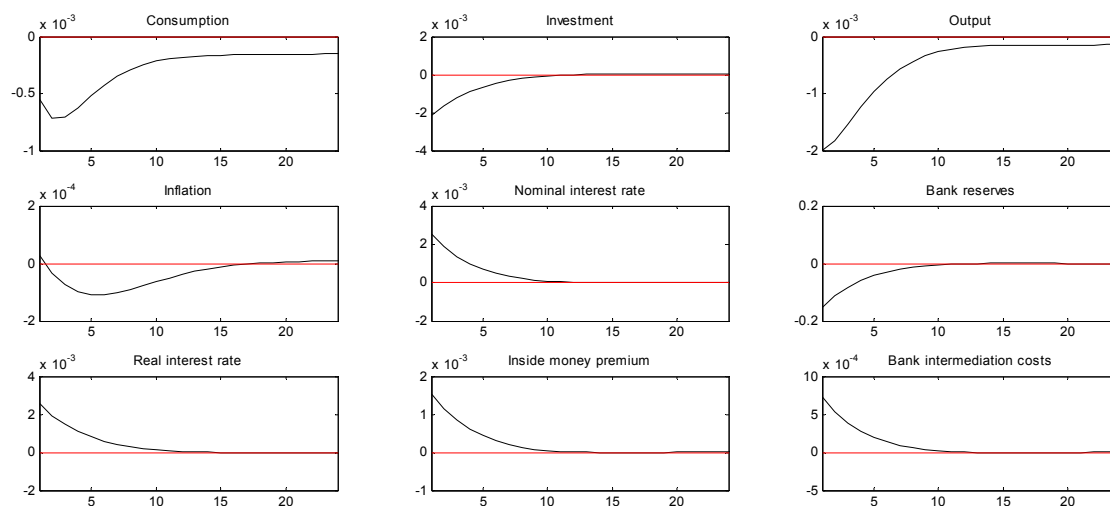 Consumption
x 10-3
0
-0.5
-1
5 10 15 20
Investment
x 10-3
2
0
-2
-4
5 10 15 20
Output
x 10-3
0
-1
-2
5 10 15 20
Inflation
x 10-4
2
0
-2
5 10 15 20
Nominal interest rate
x 10-3
4
2
0
-2
5 10 15 20
Bank reserves
0.2
0
-0.2
5 10 15 20
Real interest rate
x 10-3
4
2
0
-2
5 10 15 20
Inside money premium
x 10-3
2
1
0
-1
5 10 15 20
Bank intermediation costs
x 10-4
10
5
0
-5
5 10 15 20